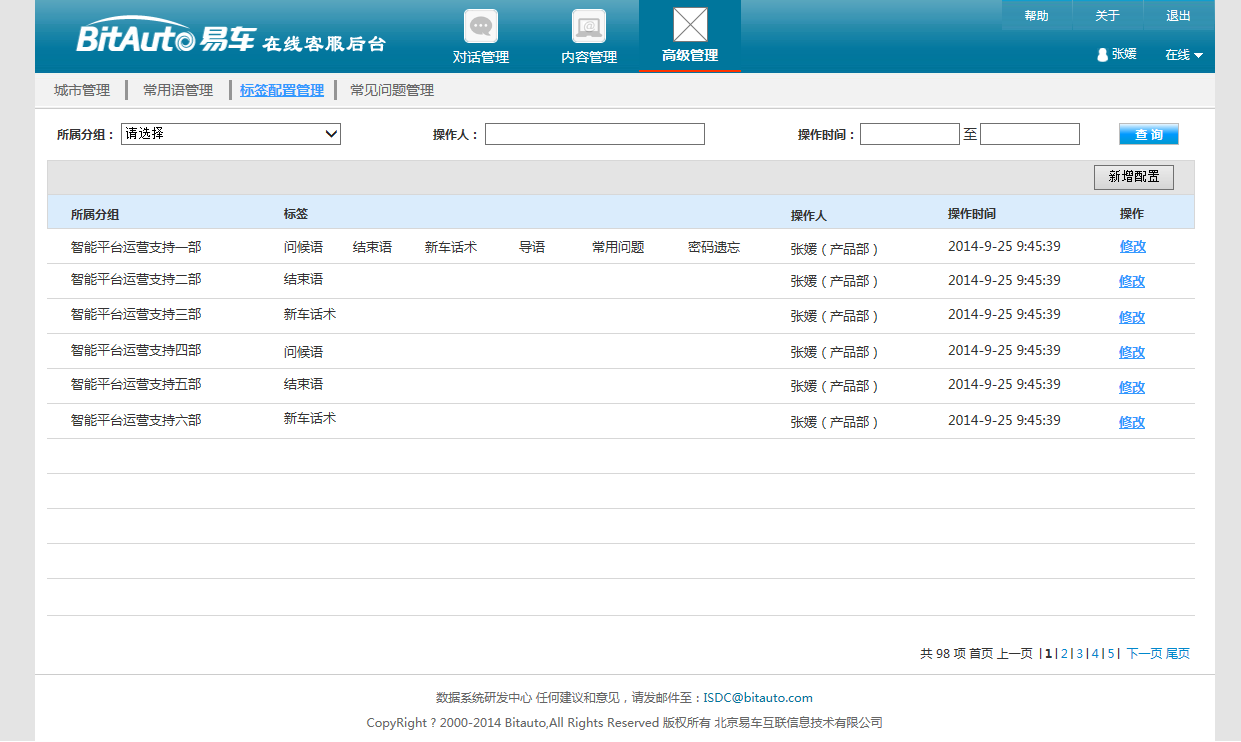 BitAuto 易车 在线客服后台
对话管理 内容管理 高级管理
帮助 关于 退出
张媛 在线
城市管理 常用语管理 标签配置管理 常见问题管理
所属分组： 请选择 操作人： 操作时间： 至 查 询
新增配置
所属分组 标签 操作人 操作时间 操作
智能平台运营支持一部 问候语 结束语 新车话术 导语 常用问题 密码遗忘 张媛（产品部） 2014-9-25 9:45:39 修改
智能平台运营支持二部 结束语 张媛（产品部） 2014-9-25 9:45:39 修改
智能平台运营支持三部 新车话术 张媛（产品部） 2014-9-25 9:45:39 修改
智能平台运营支持四部 问候语 张媛（产品部） 2014-9-25 9:45:39 修改
智能平台运营支持五部 结束语 张媛（产品部） 2014-9-25 9:45:39 修改
智能平台运营支持六部 新车话术 张媛（产品部） 2014-9-25 9:45:39 修改
共 98 项 首页 上一页 |1|2|3|4|5| 下一页 尾页
数据系统研发中心 任何建议和意见，请发邮件至：ISDC@bitauto.com
CopyRight ? 2000-2014 Bitauto,All Rights Reserved 版权所有 北京易车互联信息技术有限公司